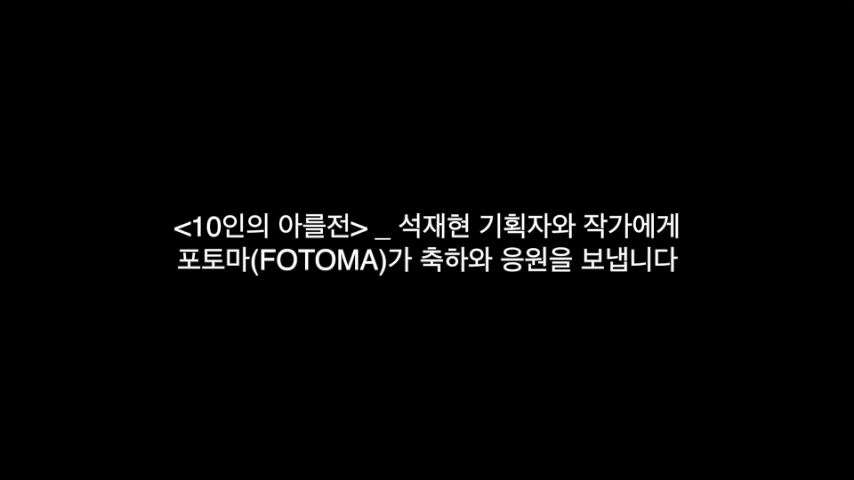 <10인의 아를전> _ 석재현 기획자와 작가에게
포토마(FOTOMA)가 축하와 응원을 보냅니다